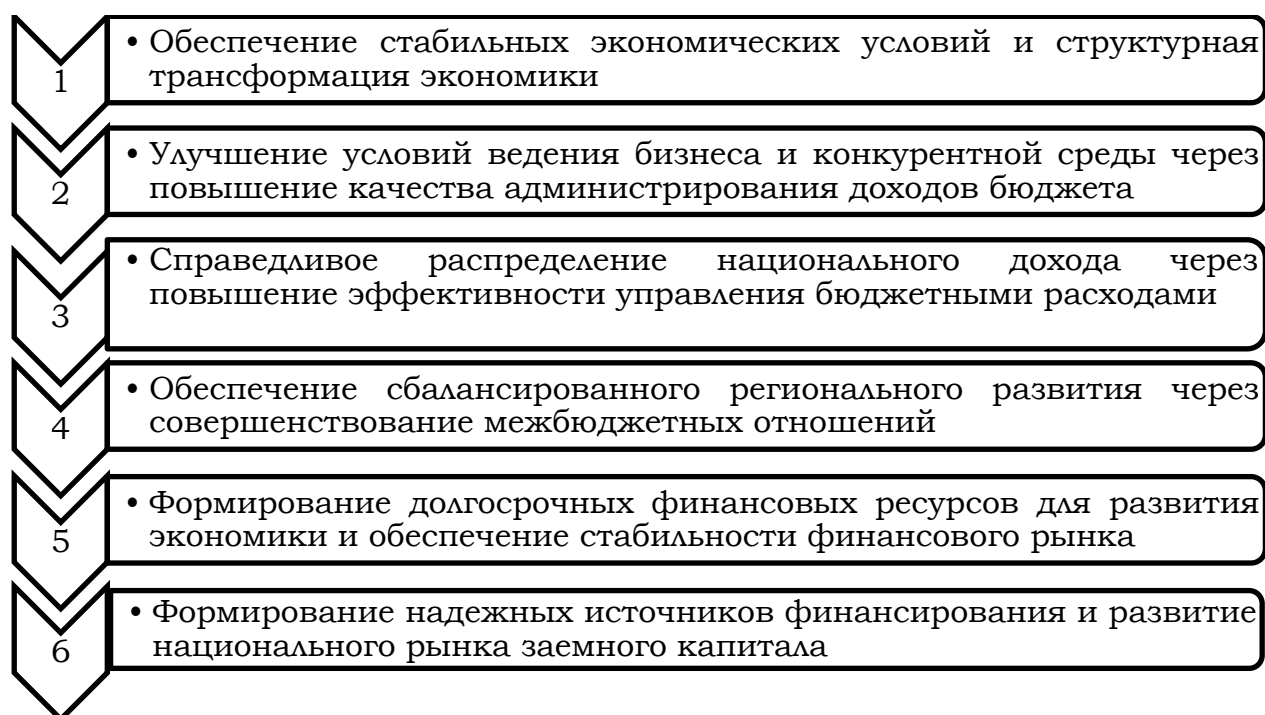 1
• Обеспечение стабильных экономических условий и структурная
трансформация экономики
2
• Улучшение условий ведения бизнеса и конкурентной среды через
повышение качества администрирования доходов бюджета
3
• Справедливое распределение национального дохода через
повышение эффективности управления бюджетными расходами
4
• Обеспечение сбалансированного регионального развития через
совершенствование межбюджетных отношений
5
• Формирование долгосрочных финансовых ресурсов для развития
экономики и обеспечение стабильности финансового рынка
6
• Формирование надежных источников финансирования и развитие
национального рынка заемного капитала